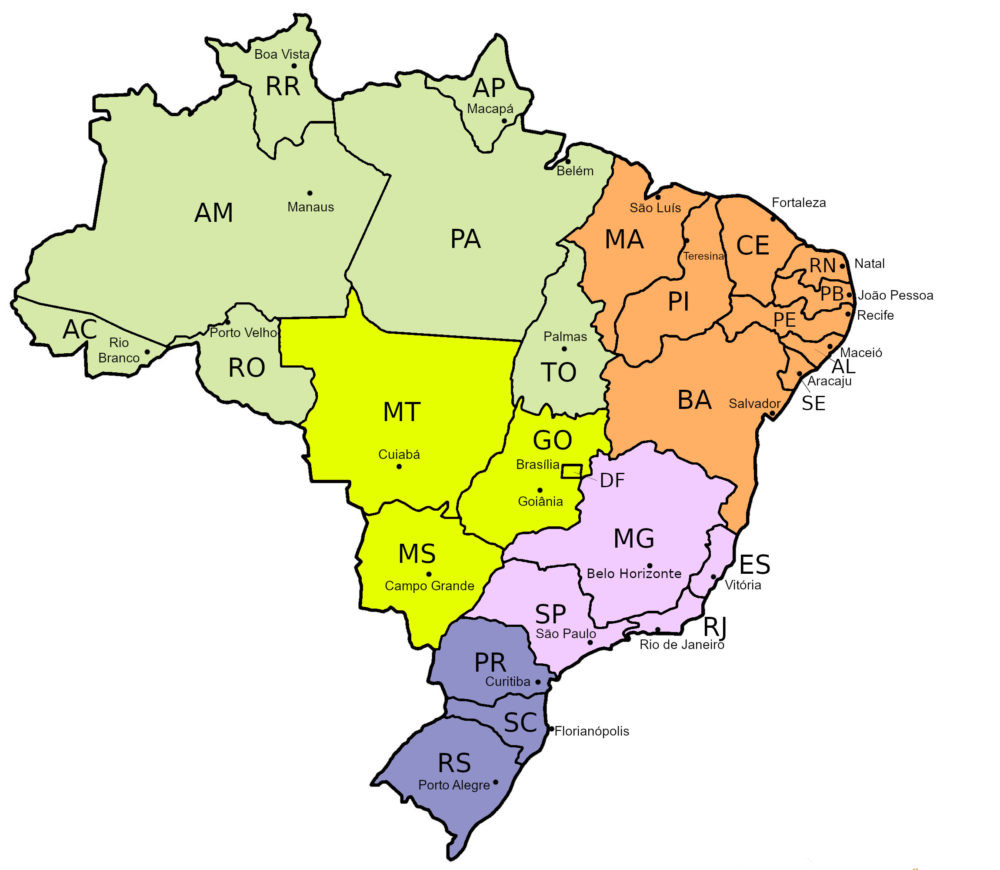 Boa Vista
RR
AP
Macapá
Belém
AM
Manaus
PA
São Luís
MA
Teresina
Fortaleza
CE
RN
Natal
PB
João Pessoa
PI
PE
Recife
AC
Rio
Branco
Porto Velho
RO
Palmas
TO
Maceió
AL
Aracaju
SE
BA
Salvador
MT
Cuiabá
GO
Brasília
DF
Goiânia
MS
Campo Grande
MG
Belo Horizonte
ES
Vitória
SP
São Paulo
RJ
Rio de Janeiro
PR
Curitiba
SC
Florianópolis
RS
Porto Alegre